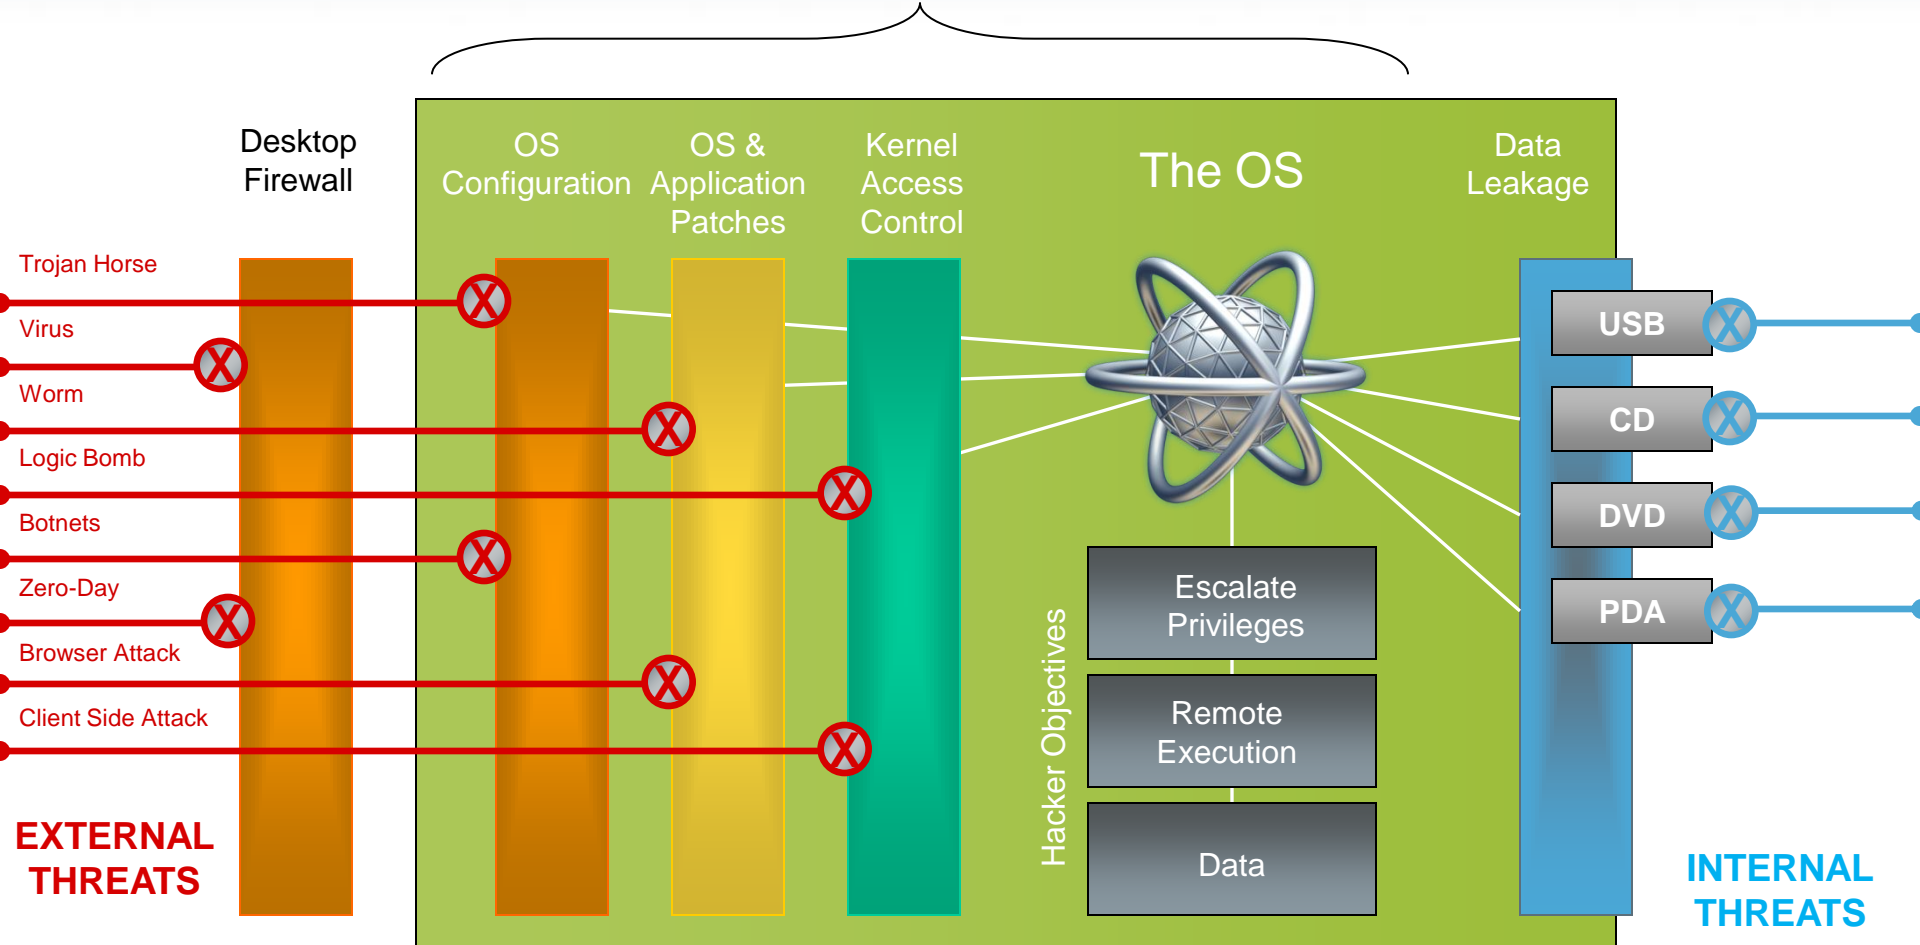 Desktop
Firewall
OS
Configuration
OS &
Application
Patches
Kernel
Access
Control
The OS
Data
Leakage
Trojan Horse
X
Virus
X
Worm
X
Logic Bomb
X
Botnets
X
Zero-Day
X
Browser Attack
X
Client Side Attack
X
EXTERNAL
THREATS
Hacker Objectives
Escalate
Privileges
Remote
Execution
Data
USB
X
CD
X
DVD
X
PDA
X
INTERNAL
THREATS